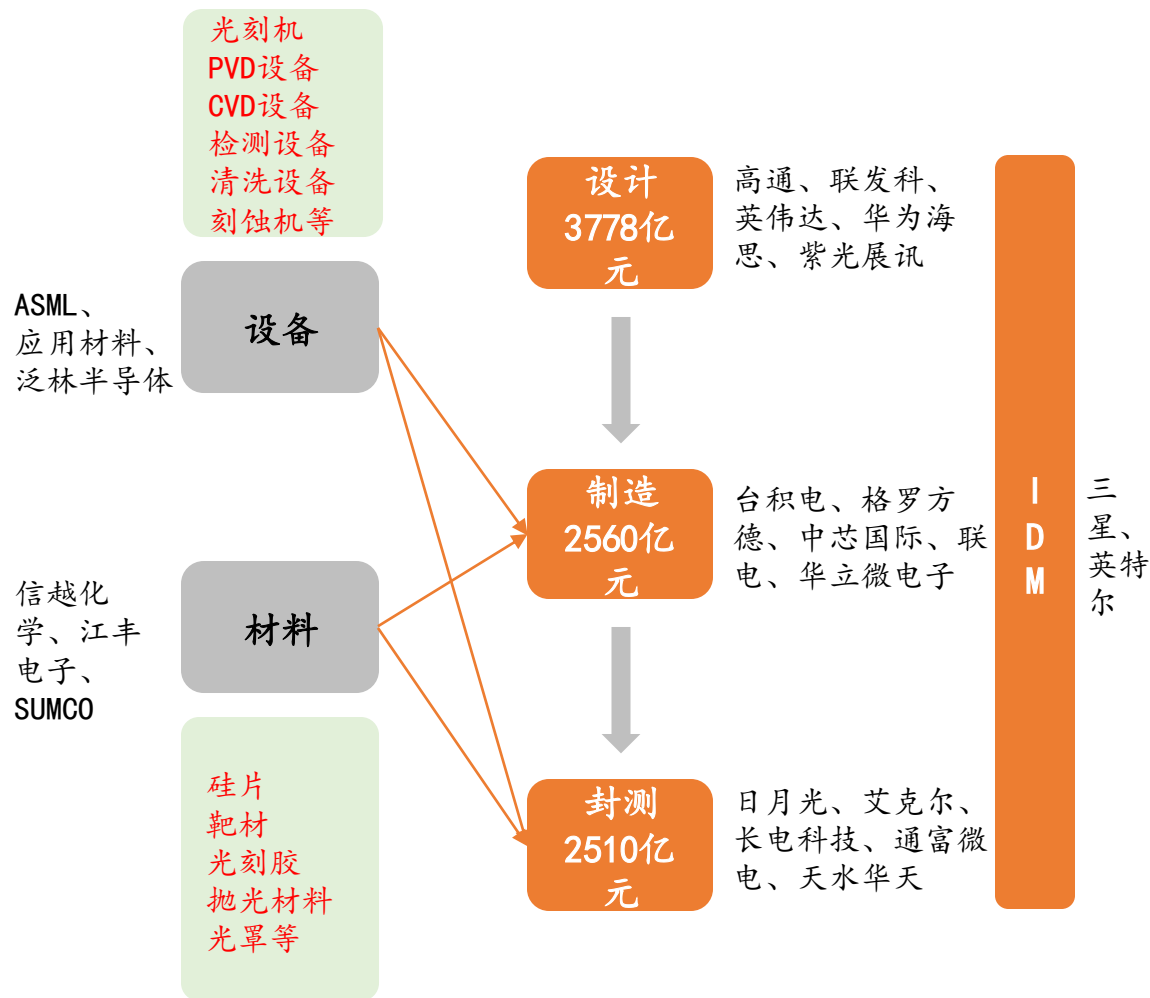 光刻机
PVD设备
CVD设备
检测设备
清洗设备
刻蚀机等
ASML、
应用材料、
泛林半导体
设备
信越化
学、江丰
电子、
SUMCO
材料
硅片
靶材
光刻胶
抛光材料
光罩等
设计
3778亿
元
高通、联发科、
英伟达、华为海
思、紫光展讯
制造
2560亿
元
台积电、格罗方
德、中芯国际、联
电、华立微电子
封测
2510亿
元
日月光、艾克尔、
长电科技、通富微
电、天水华天
I
D
M
三
星、
英特
尔